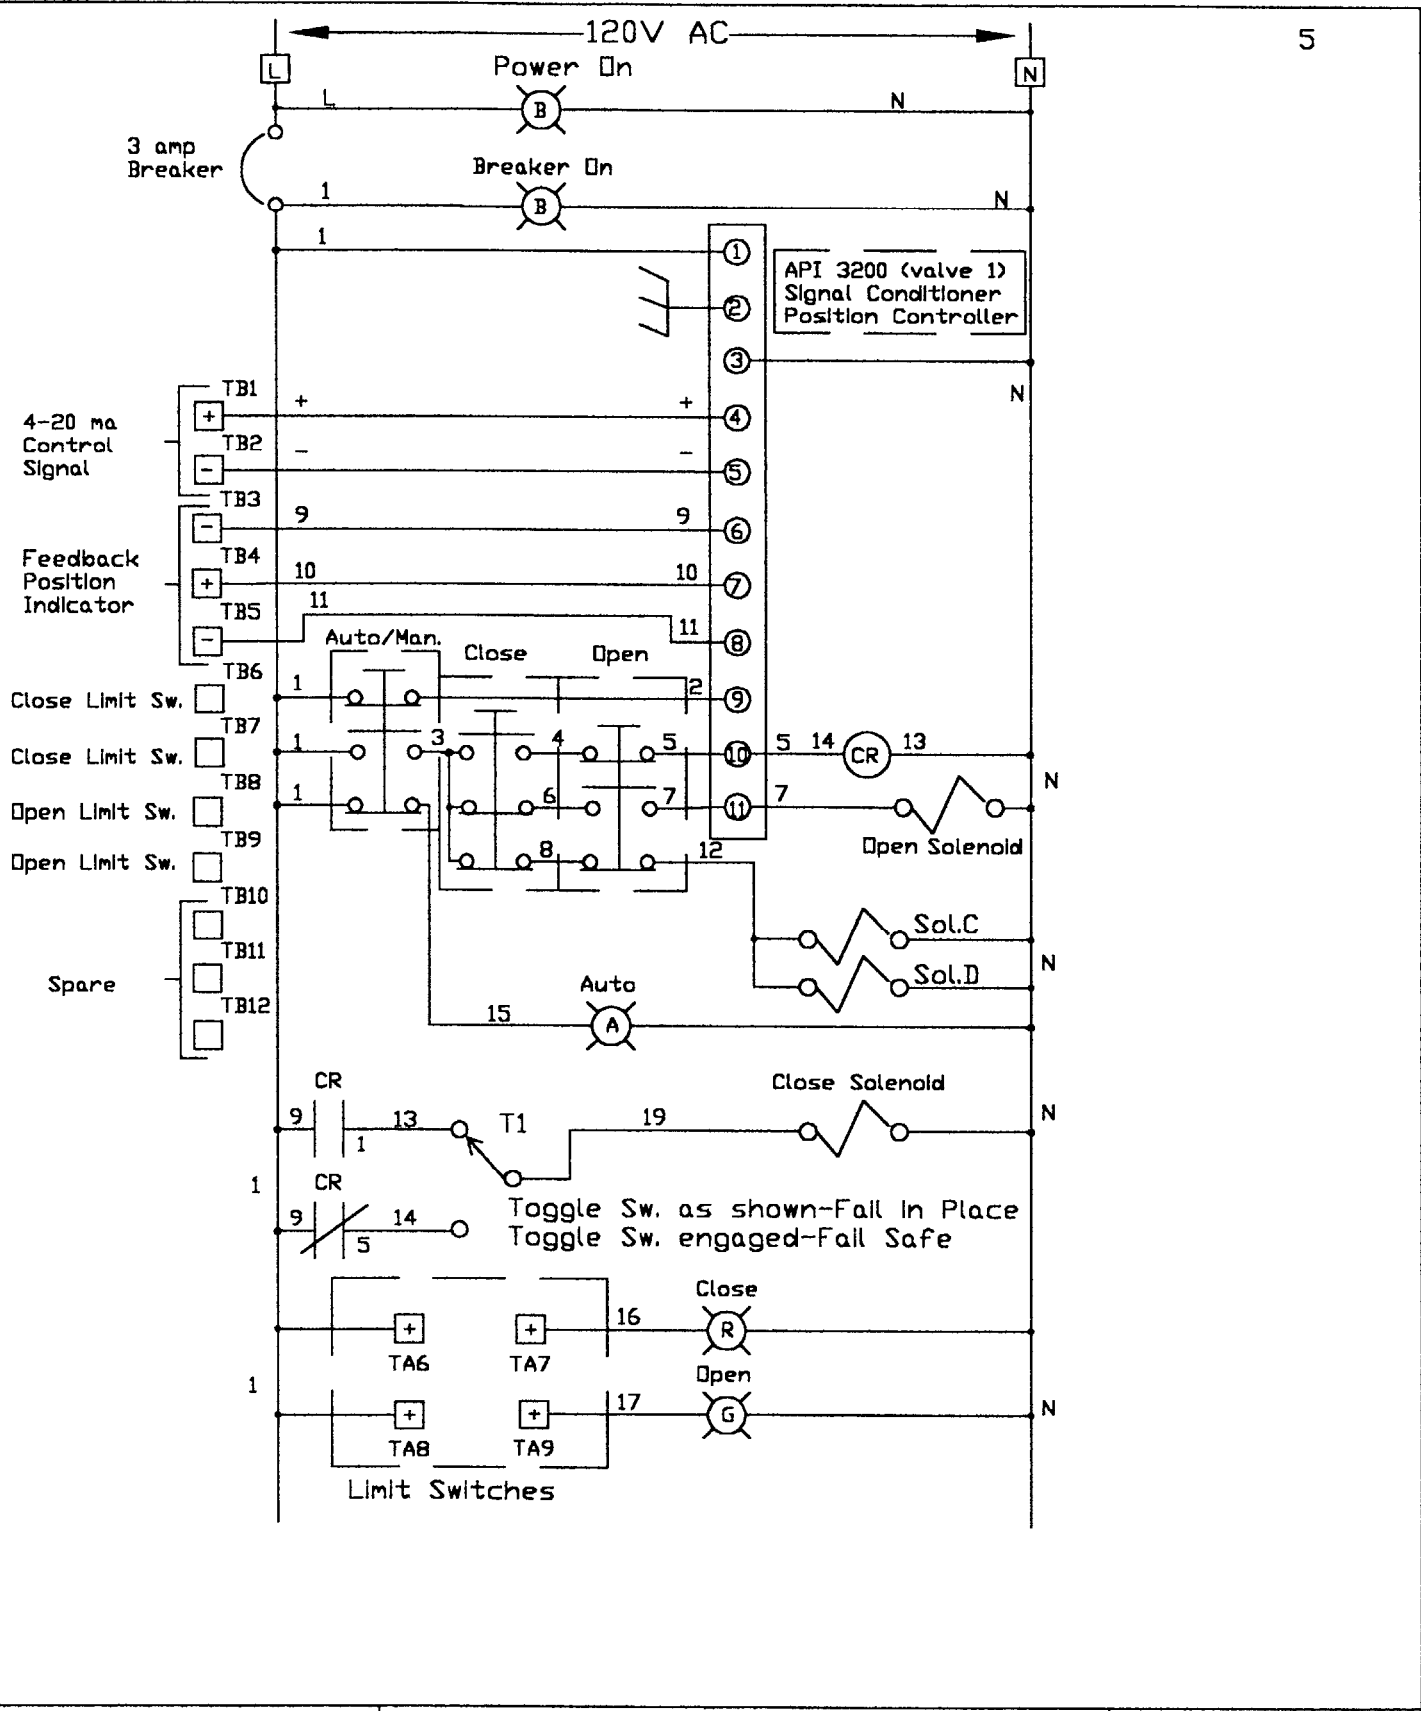 120V AC
5
L
Power On
N
L
B
N
3 amp
Breaker
Breaker On
1
B
N
1
1
API 3200 (valve 1)
Signal Conditioner
Position Controller
2
3
N
4-20 ma
Control
Signal
TB1
+
+
+
4
TB2
-
-
-
5
Feedback
Position
Indicator
TB3
-
9
9
6
TB4
+
10
10
7
TB5
-
11
11
8
Auto/Man.
Close
Open
TB6
Close Limit Sw.
1
2
9
TB7
Close Limit Sw.
1
3
4
5
10
5
14
CR
13
N
TB8
Open Limit Sw.
1
6
7
11
7
Open Solenoid
TB9
Open Limit Sw.
8
12
TB10
Spare
TB11
TB12
Sol.C
N
Sol.D
Auto
15
A
CR
Close Solenoid
9
1
13
T1
19
N
1
CR
9
5
14
Toggle Sw. as shown-Fail In Place
Toggle Sw. engaged-Fail Safe
Close
+
+
16
R
TA6
TA7
Open
1
+
+
17
G
N
TA8
TA9
Limit Switches